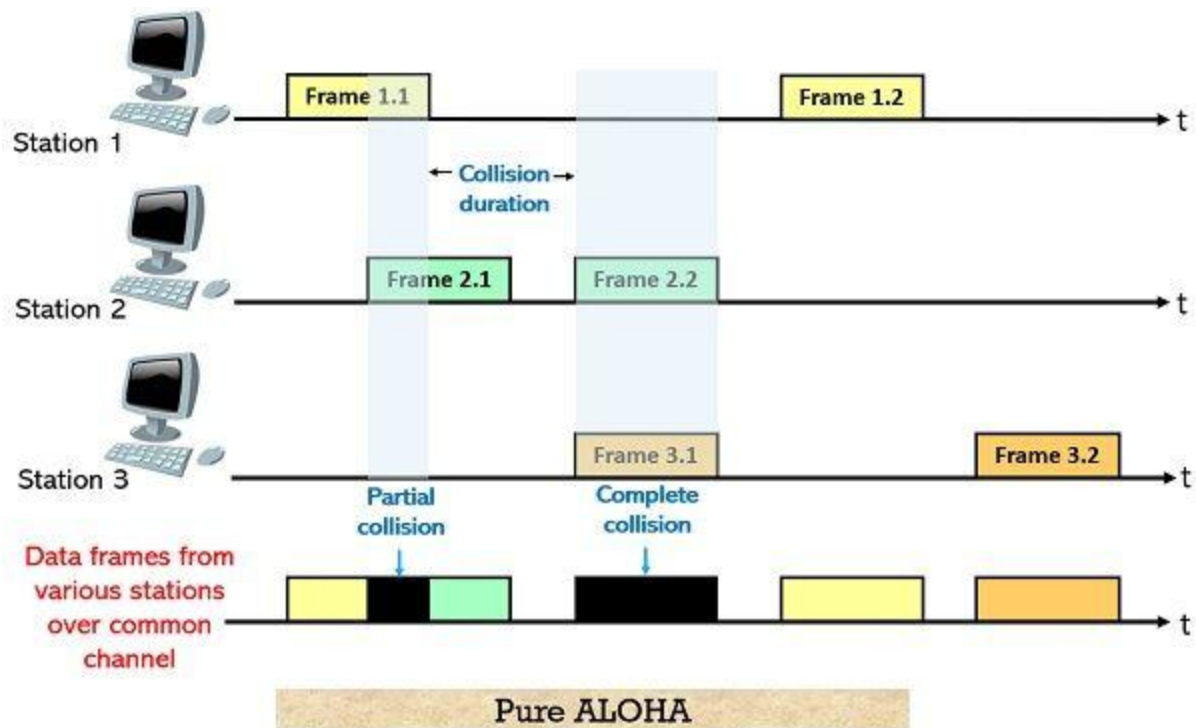 Frame 1.1
Frame 1.2
t
Station 1
Collision
duration
Frame 2.1
Frame 2.2
t
Station 2
Frame 3.1
Frame 3.2
t
Station 3
Partial
collision
Complete
collision
Data frames from
various stations
over common
channel
t
Pure ALOHA